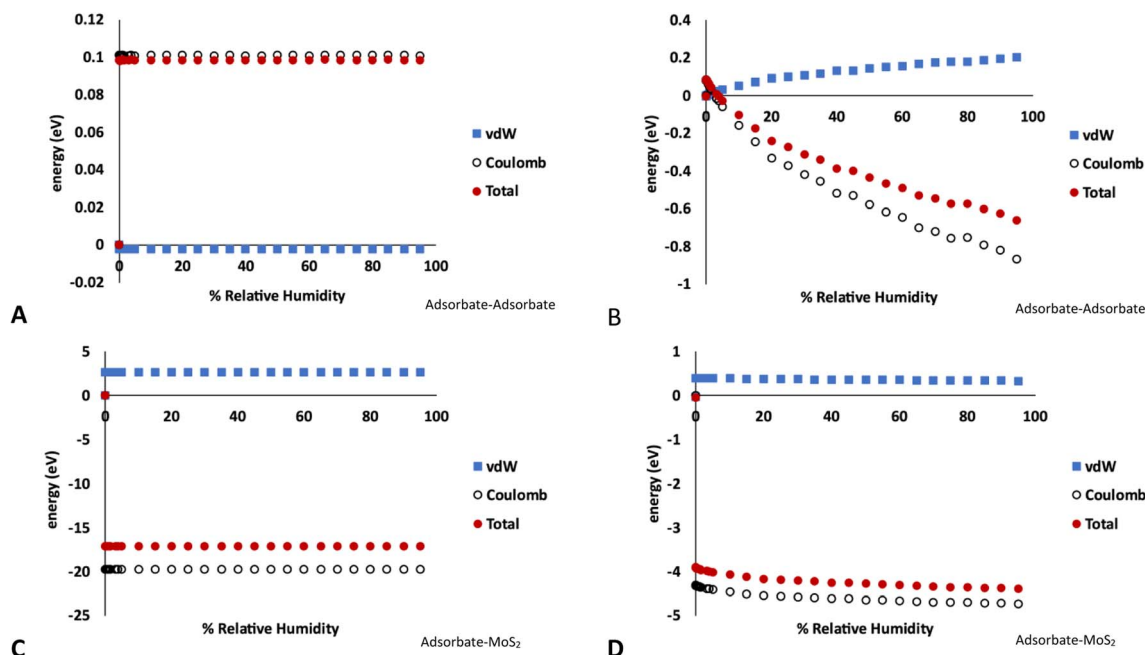 0.12
0.1
0.08
0.06
0.04
0.02
0
-0.02
0 20 40 60 80 100
energy (eV)
% Relative Humidity
vdW
Coulomb
Total
A
Adsorbate-Adsorbate
0.4
0.2
0
-0.2
-0.4
-0.6
-0.8
-1
0 20 40 60 80 100
energy (eV)
% Relative Humidity
vdW
Coulomb
Total
B
Adsorbate-Adsorbate
5
0
-5
-10
-15
-20
-25
0 20 40 60 80 100
energy (eV)
% Relative Humidity
vdW
Coulomb
Total
C
Adsorbate-MoS₂
1
0
-1
-2
-3
-4
-5
0 20 40 60 80 100
energy (eV)
% Relative Humidity
vdW
Coulomb
Total
D
Adsorbate-MoS₂